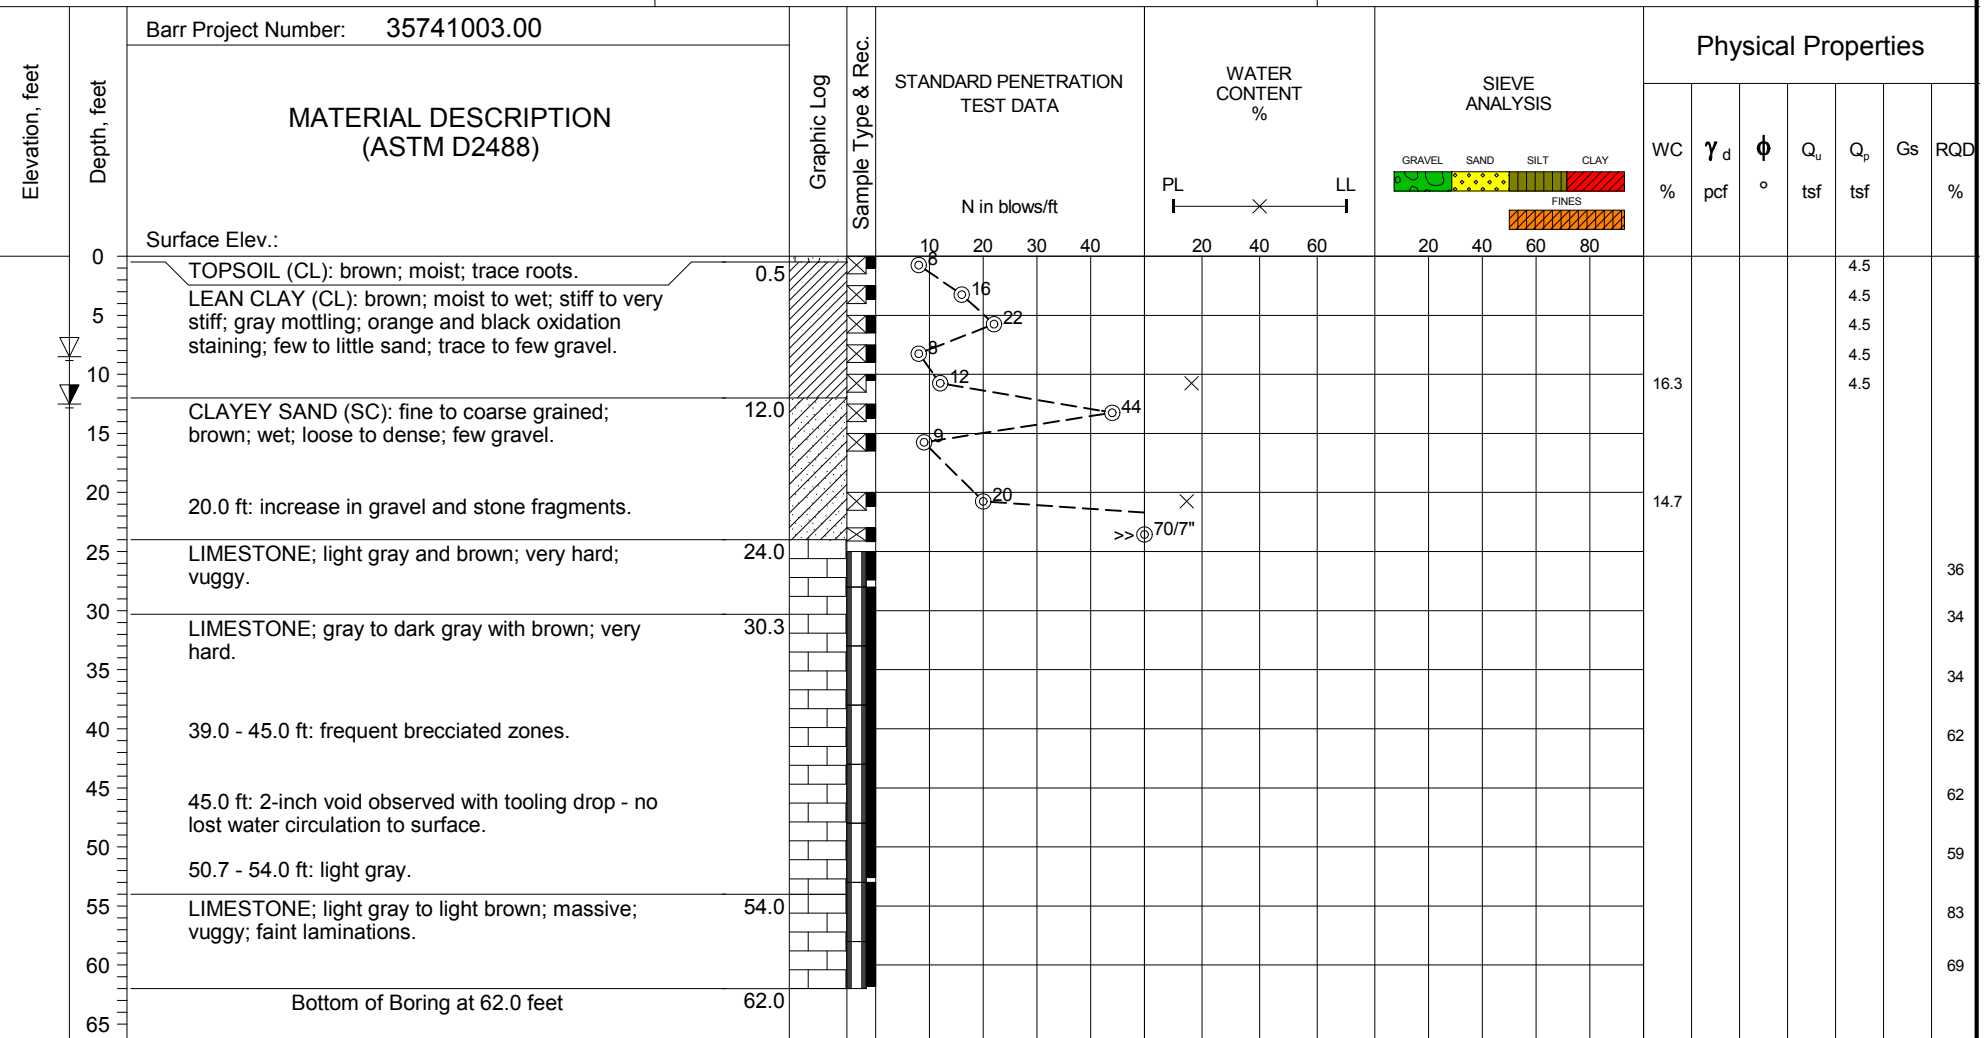 Barr Project Number: 35741003.00
Elevation, feet
Depth, feet
MATERIAL DESCRIPTION
(ASTM D2488)
Surface Elev.:
Graphic Log
Sample Type & Rec.
STANDARD PENETRATION
TEST DATA
N in blows/ft
10 20 30 40
WATER
CONTENT
%
PL LL
20 40 60
SIEVE
ANALYSIS
GRAVEL SAND SILT CLAY
FINES
20 40 60 80
Physical Properties
WC γ d ϕ Qu Qp Gs RQD
% pcf ° tsf tsf %
0
TOPSOIL (CL): brown; moist; trace roots. 0.5
8
4.5
LEAN CLAY (CL): brown; moist to wet; stiff to very
16
4.5
5
stiff; gray mottling; orange and black oxidation
22
4.5
staining; few to little sand; trace to few gravel.
8
4.5
10
12
16.3
4.5
CLAYEY SAND (SC): fine to coarse grained; 12.0
44
brown; wet; loose to dense; few gravel.
15
9
20
20
14.7
20.0 ft: increase in gravel and stone fragments.
>> 70/7"
25
LIMESTONE; light gray and brown; very hard; 24.0
vuggy.
36
30
34
LIMESTONE; gray to dark gray with brown; very 30.3
hard.
35
34
40
39.0 - 45.0 ft: frequent brecciated zones.
62
45
62
45.0 ft: 2-inch void observed with tooling drop - no
lost water circulation to surface.
50
59
50.7 - 54.0 ft: light gray.
55
LIMESTONE; light gray to light brown; massive; 54.0
83
vuggy; faint laminations.
60
69
Bottom of Boring at 62.0 feet 62.0
65